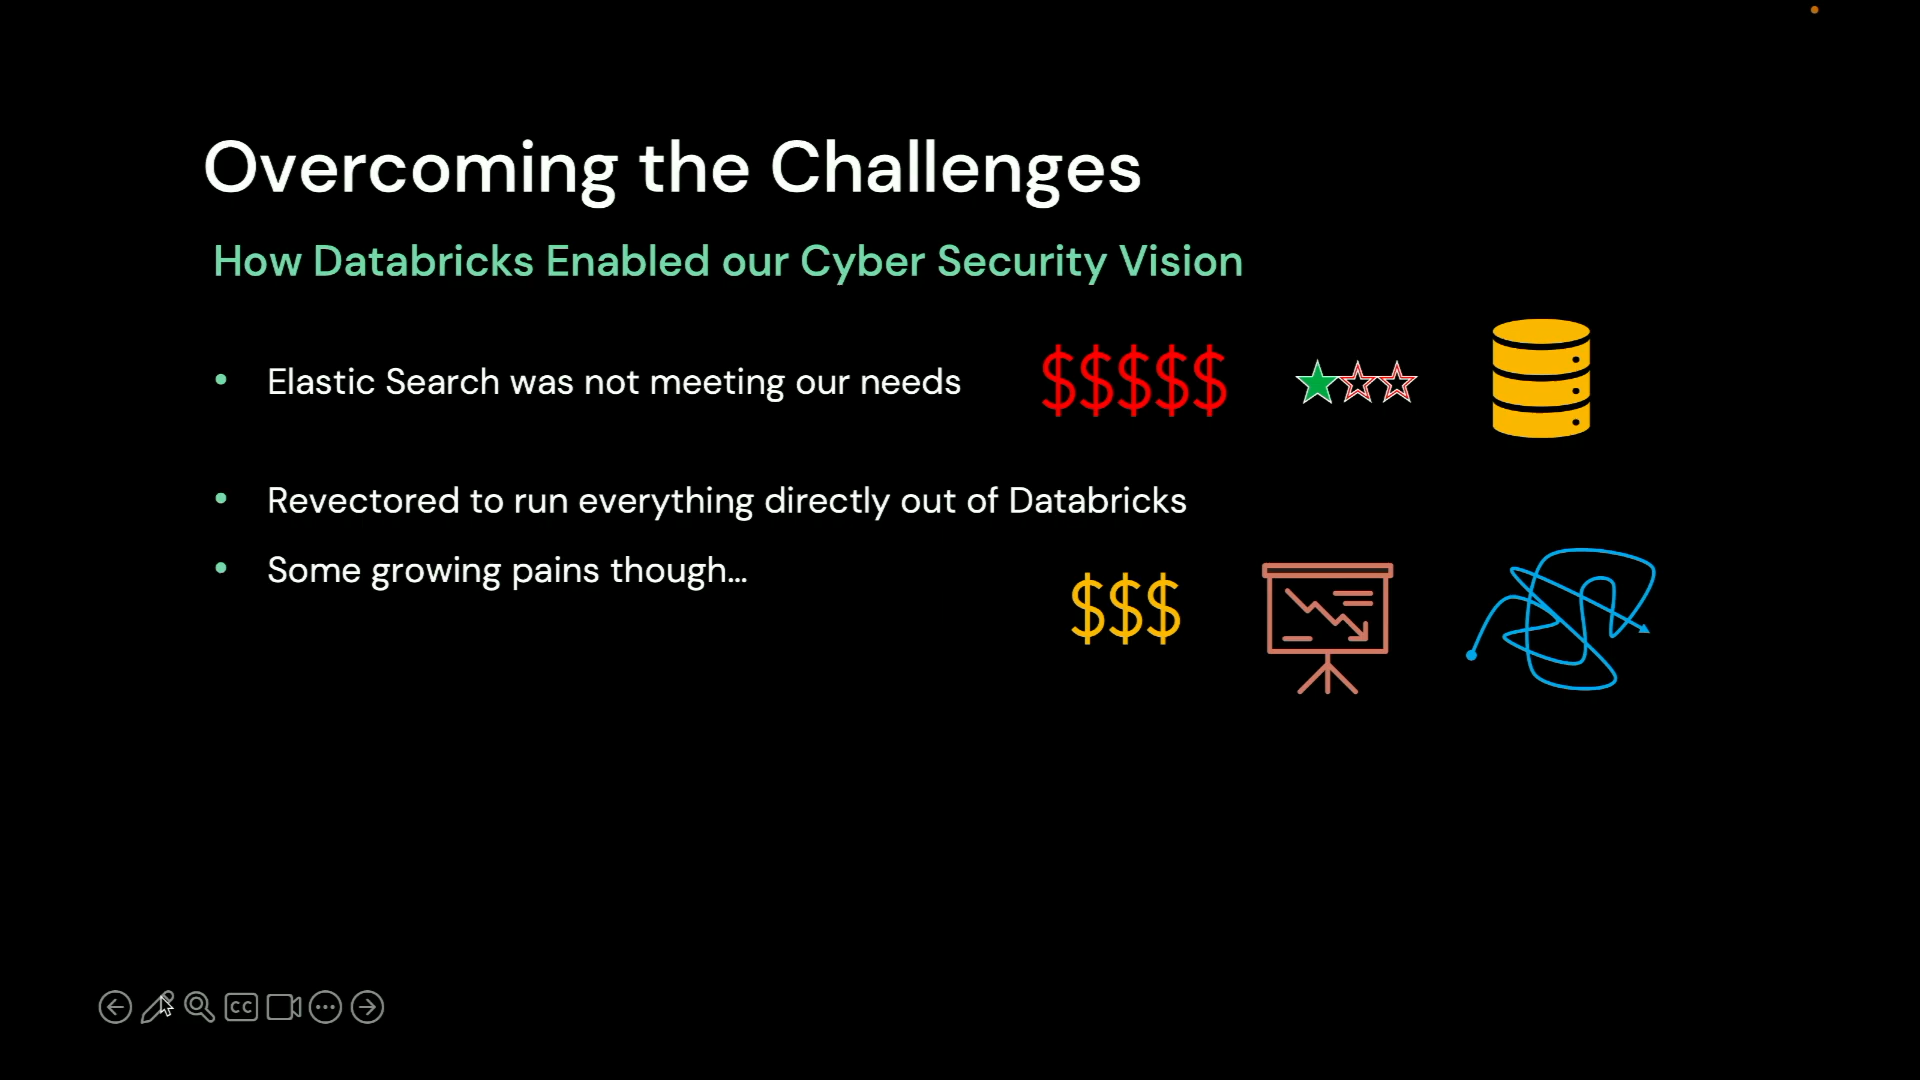 Overcoming the Challenges
How Databricks Enabled our Cyber Security Vision
• Elastic Search was not meeting our needs $$$$$
• Revectored to run everything directly out of Databricks
• Some growing pains though... $$$
CC